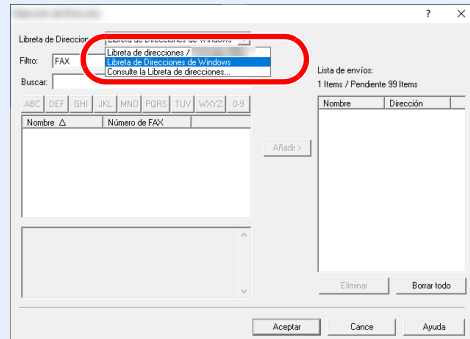 Libreta de Direccion
Libreta de Direcciones de Windows
Libreta de direcciones /
Libreta de Direcciones de Windows
Consulte la Libreta de direcciones...
Filtro: FAX
Buscar:
ABC DEF GHI JKL MNO PQRS TUV WXYZ 0-9
Nombre Número de FAX
Añadir >
Lista de envíos:
1 Items / Pendiente 99 Items
Nombre Dirección
Eliminar Borrar todo
Aceptar Cance Ayuda